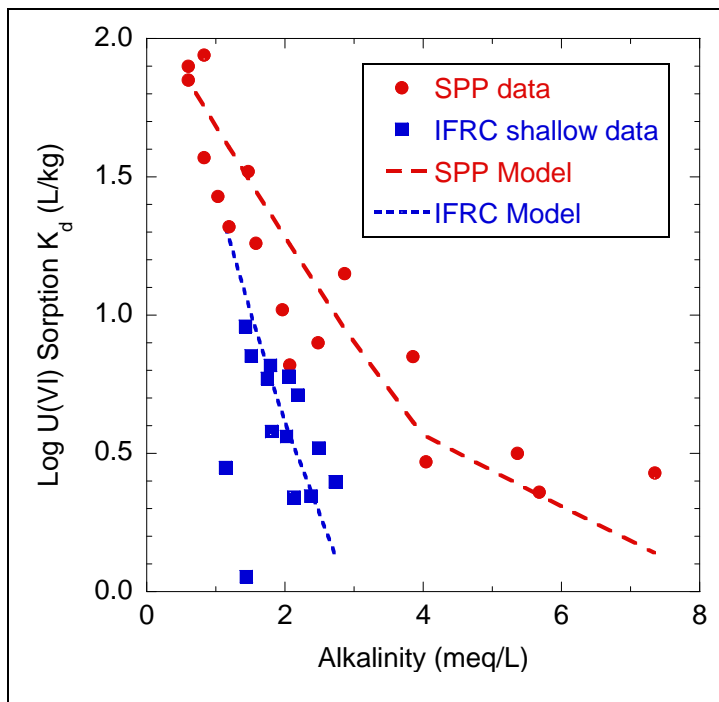 2.0
1.5
1.0
0.5
0.0
0
2
4
6
8
Log U(VI) Sorption K_d (L/kg)
Alkalinity (meq/L)
SPP data
IFRC shallow data
SPP Model
IFRC Model